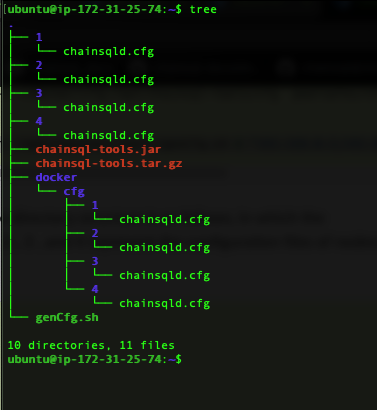 ubuntu@ip-172-31-25-74:~$ tree
.
├── 1
│   └── chainsqld.cfg
├── 2
│   └── chainsqld.cfg
├── 3
│   └── chainsqld.cfg
├── 4
│   └── chainsqld.cfg
├── chainsql-tools.jar
├── chainsql-tools.tar.gz
├── docker
│   └── cfg
│       ├── 1
│       │   └── chainsqld.cfg
│       ├── 2
│       │   └── chainsqld.cfg
│       ├── 3
│       │   └── chainsqld.cfg
│       └── 4
│           └── chainsqld.cfg
└── genCfg.sh

10 directories, 11 files
ubuntu@ip-172-31-25-74:~$